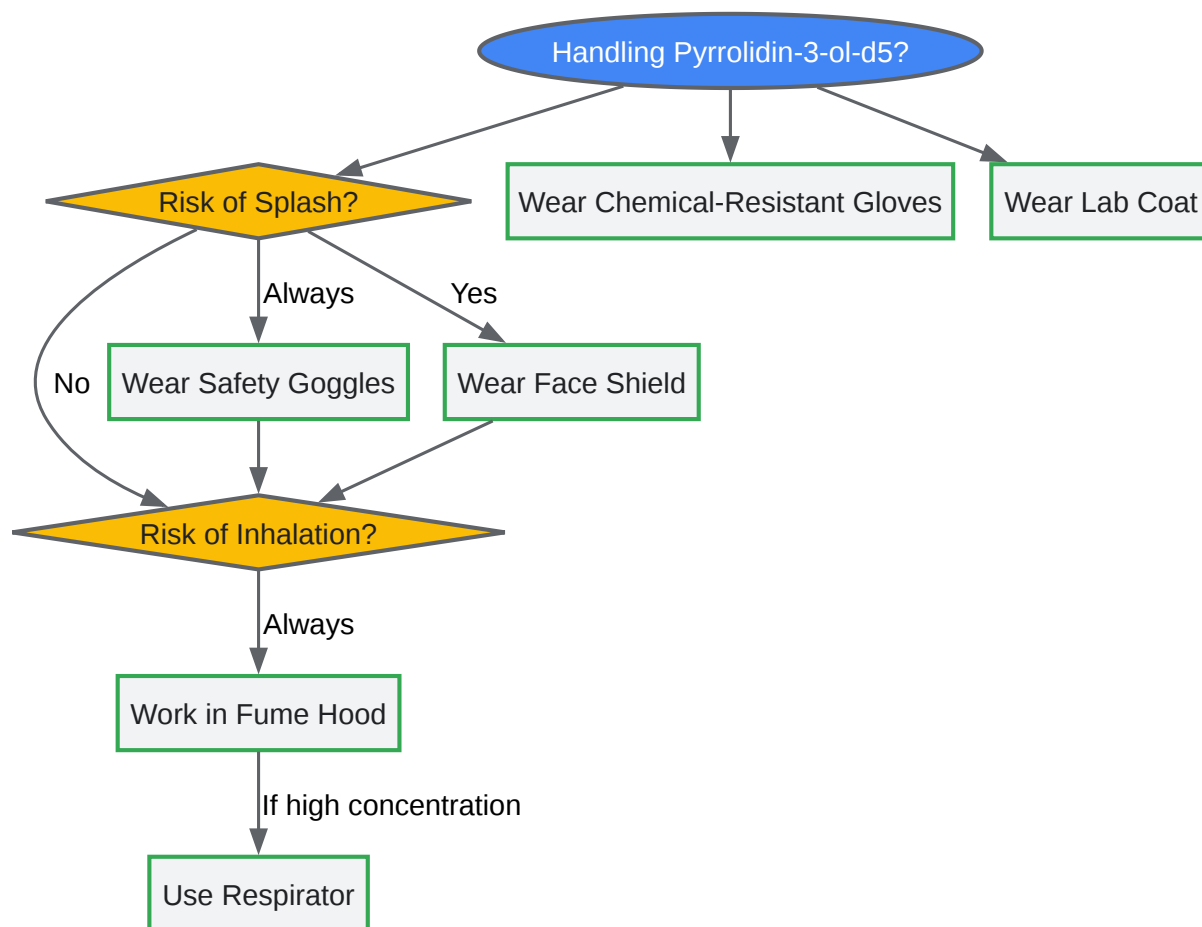 Handling Pyrrolidin-3-ol-d5?
Risk of Splash?
Wear Chemical-Resistant Gloves
Wear Lab Coat
Always
Yes
No
Wear Safety Goggles
Wear Face Shield
Risk of Inhalation?
Always
Work in Fume Hood
If high concentration
Use Respirator